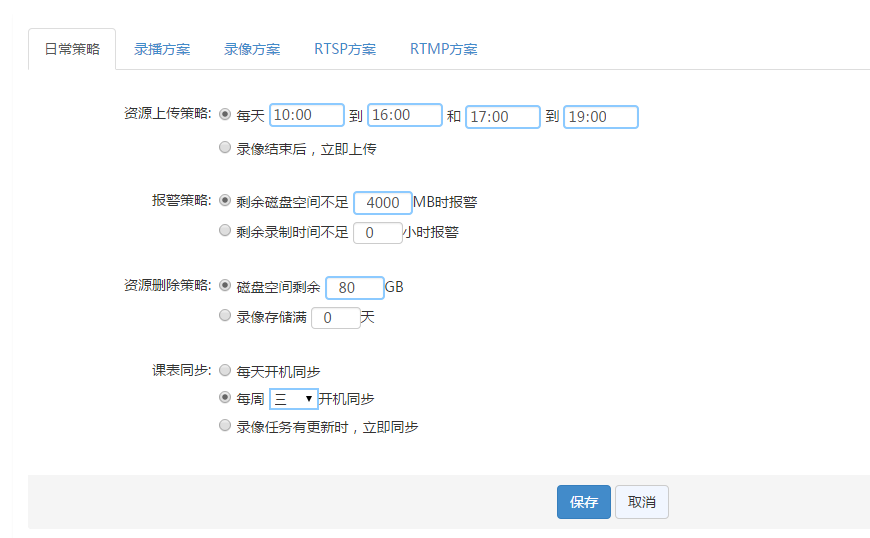 日常策略 录播方案 录像方案 RTSP方案 RTMP方案
资源上传策略: 每天 10:00 到 16:00 和 17:00 到 19:00
录像结束后，立即上传
报警策略: 剩余磁盘空间不足 4000 MB时报警
剩余录制时间不足 0 小时报警
资源删除策略: 磁盘空间剩余 80 GB
录像存储满 0 天
课表同步: 每天开机同步
每周 三 开机同步
录像任务有更新时，立即同步
保存 取消